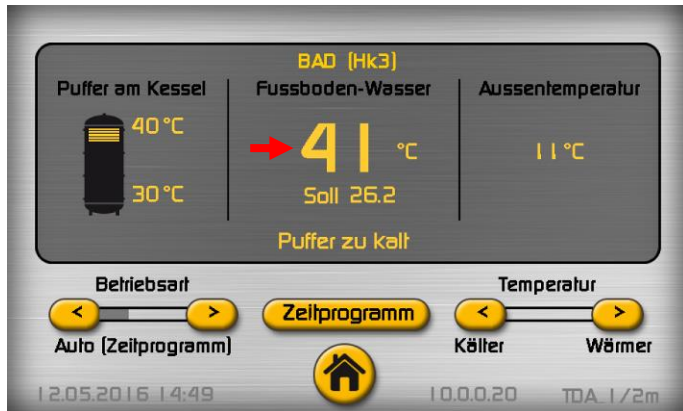 BAD (Hk3)
Puffer am Kessel
Fussboden-Wasser
Aussentemperatur
40°C
41 °C
11°C
30°C
Soll 26.2
Puffer zu kalt
Betriebsart
Temperatur
< >
Zeitprogramm
< >
Auto (Zeitprogramm)
Kälter
Wärmer
12.05.2016 14:49
10.0.0.20
TDA_1/2m